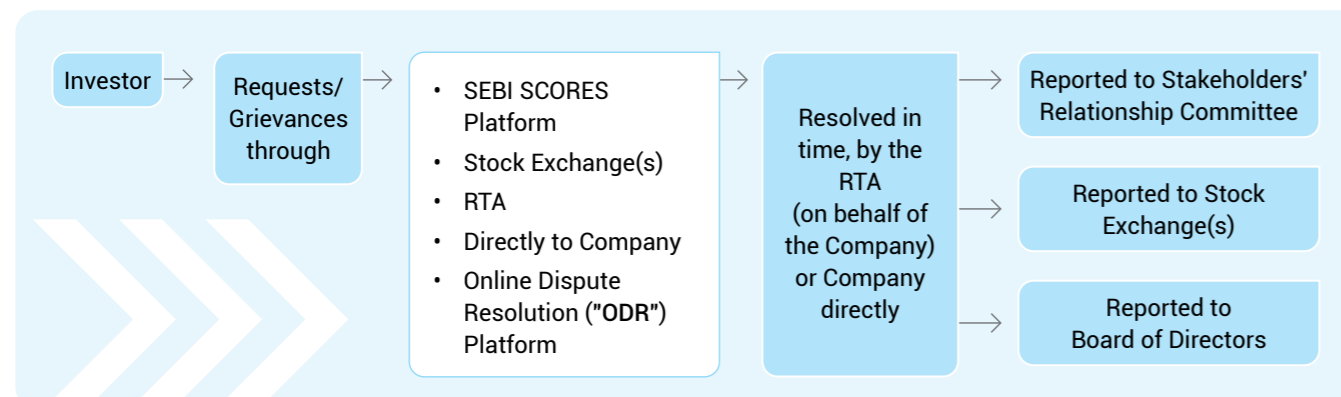 Investor
Requests/
Grievances
through
• SEBI SCORES
Platform
• Stock Exchange(s)
• RTA
• Directly to Company
• Online Dispute
Resolution ("ODR")
Platform
Resolved in
time, by the
RTA
(on behalf of
the Company)
or Company
directly
Reported to Stakeholders'
Relationship Committee
Reported to Stock
Exchange(s)
Reported to
Board of Directors